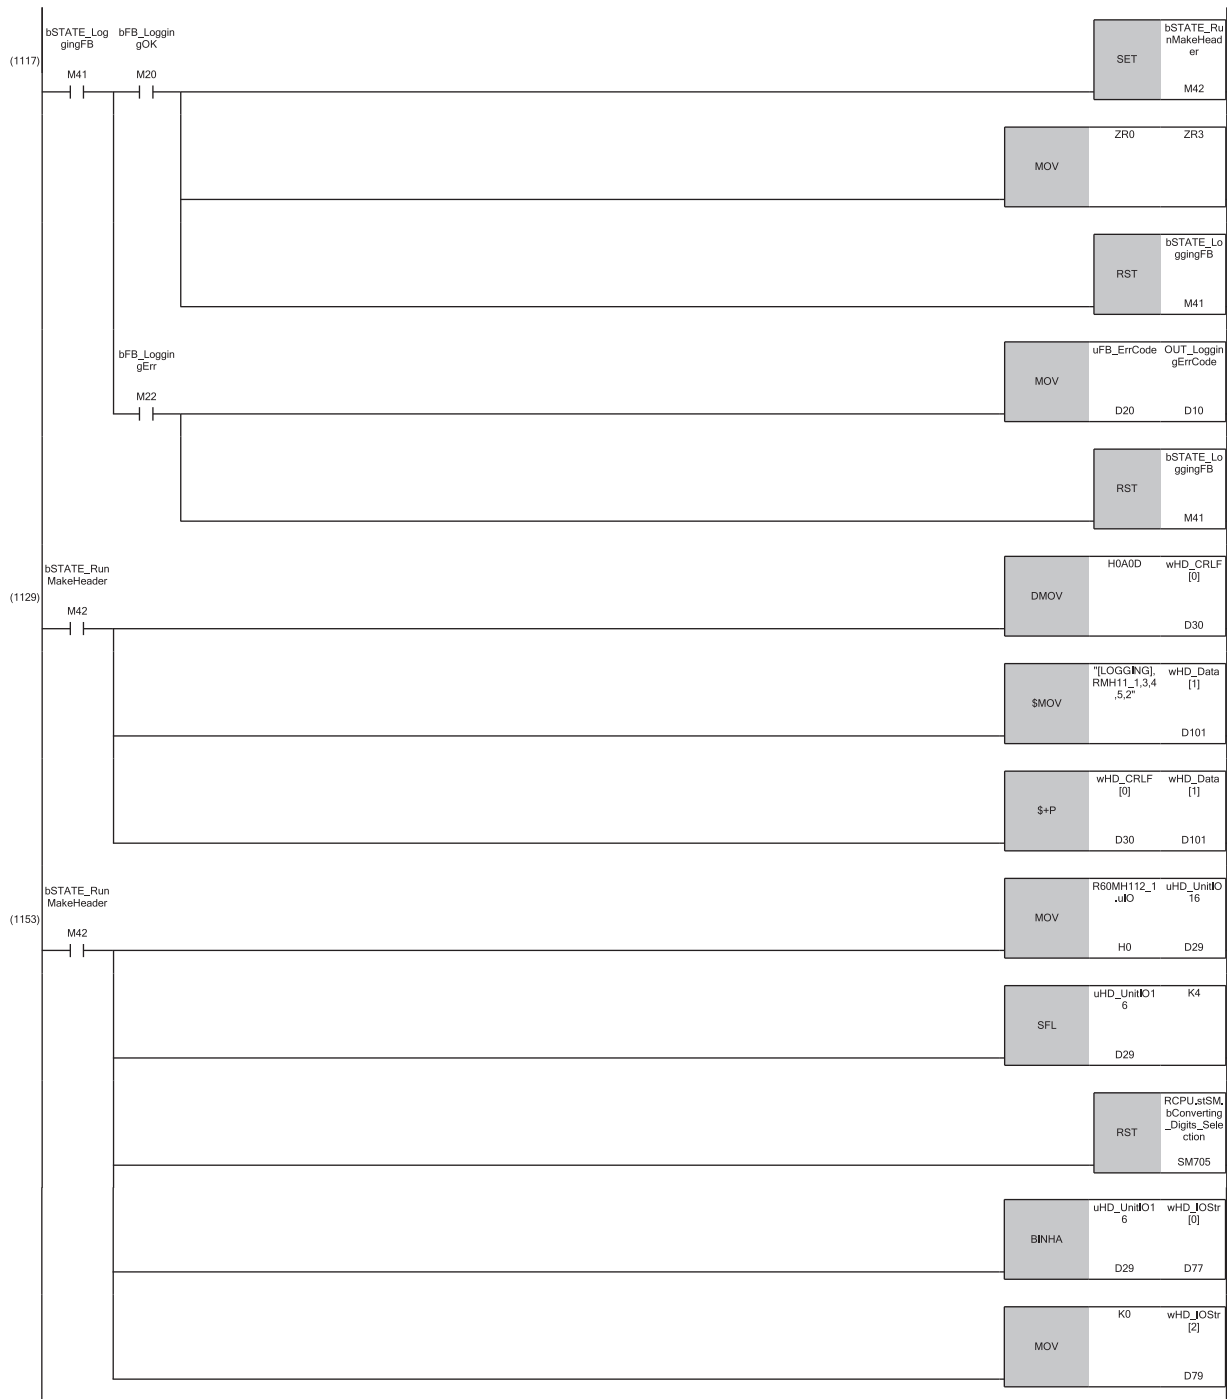 bSTATE_Log
gingFB
bFB_Loggin
gOK
(1117)
M41
M20
SET
bSTATE_Ru
nMakeHead
er
M42
MOV
ZR0
ZR3
RST
bSTATE_Lo
ggingFB
M41
bFB_Loggin
gErr
M22
MOV
uFB_ErrCode
OUT_Loggin
gErrCode
D20
D10
RST
bSTATE_Lo
ggingFB
M41
bSTATE_Run
MakeHeader
(1129)
M42
DMOV
H0A0D
wHD_CRLF
[0]
D30
$MOV
"[LOGGING],
RMH11_1,3,4
,5,2"
wHD_Data
[1]
D101
$+P
wHD_CRLF
[0]
wHD_Data
[1]
D30
D101
bSTATE_Run
MakeHeader
(1153)
M42
MOV
R60MH112_1
.uIO
uHD_UnitIO
16
H0
D29
SFL
uHD_UnitIO1
6
K4
D29
RST
RCPU.stSM.
bConverting
_Digits_Sele
ction
SM705
BINHA
uHD_UnitIO1
6
wHD_IOStr
[0]
D29
D77
MOV
K0
wHD_IOStr
[2]
D79